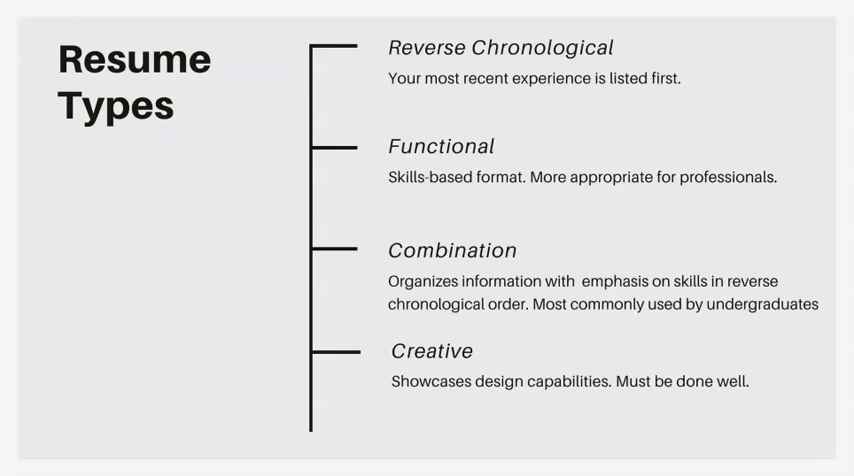 Resume
Types
Reverse Chronological
Your most recent experience is listed first.
Functional
Skills-based format. More appropriate for professionals.
Combination
Organizes information with  emphasis on skills in reverse
chronological order. Most commonly used by undergraduates
Creative
Showcases design capabilities. Must be done well.